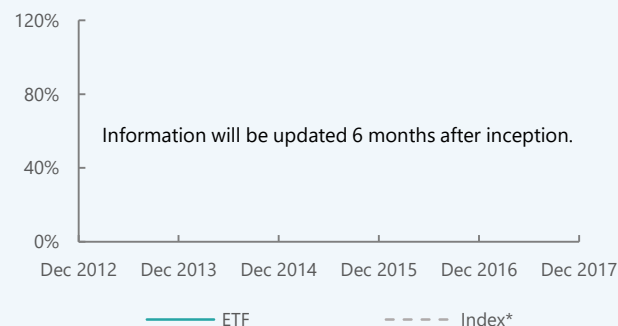 120%
80%
Information will be updated 6 months after inception.
40%
0%
Dec 2012 Dec 2013 Dec 2014 Dec 2015 Dec 2016 Dec 2017
ETF Index*